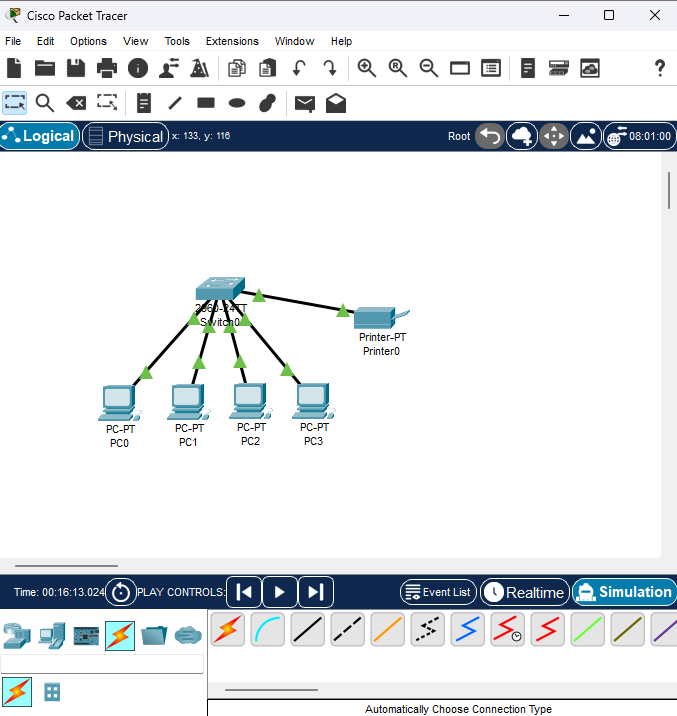 Cisco Packet Tracer
File Edit Options View Tools Extensions Window Help
Logical Physical x: 133, y: 116 Root 08:01:00
2960-24TT
Switch0
Printer-PT
Printer0
PC-PT PC-PT PC-PT PC-PT
PC0 PC1 PC2 PC3
Time: 00:16:13.024 PLAY CONTROLS: Event List Realtime Simulation
Automatically Choose Connection Type